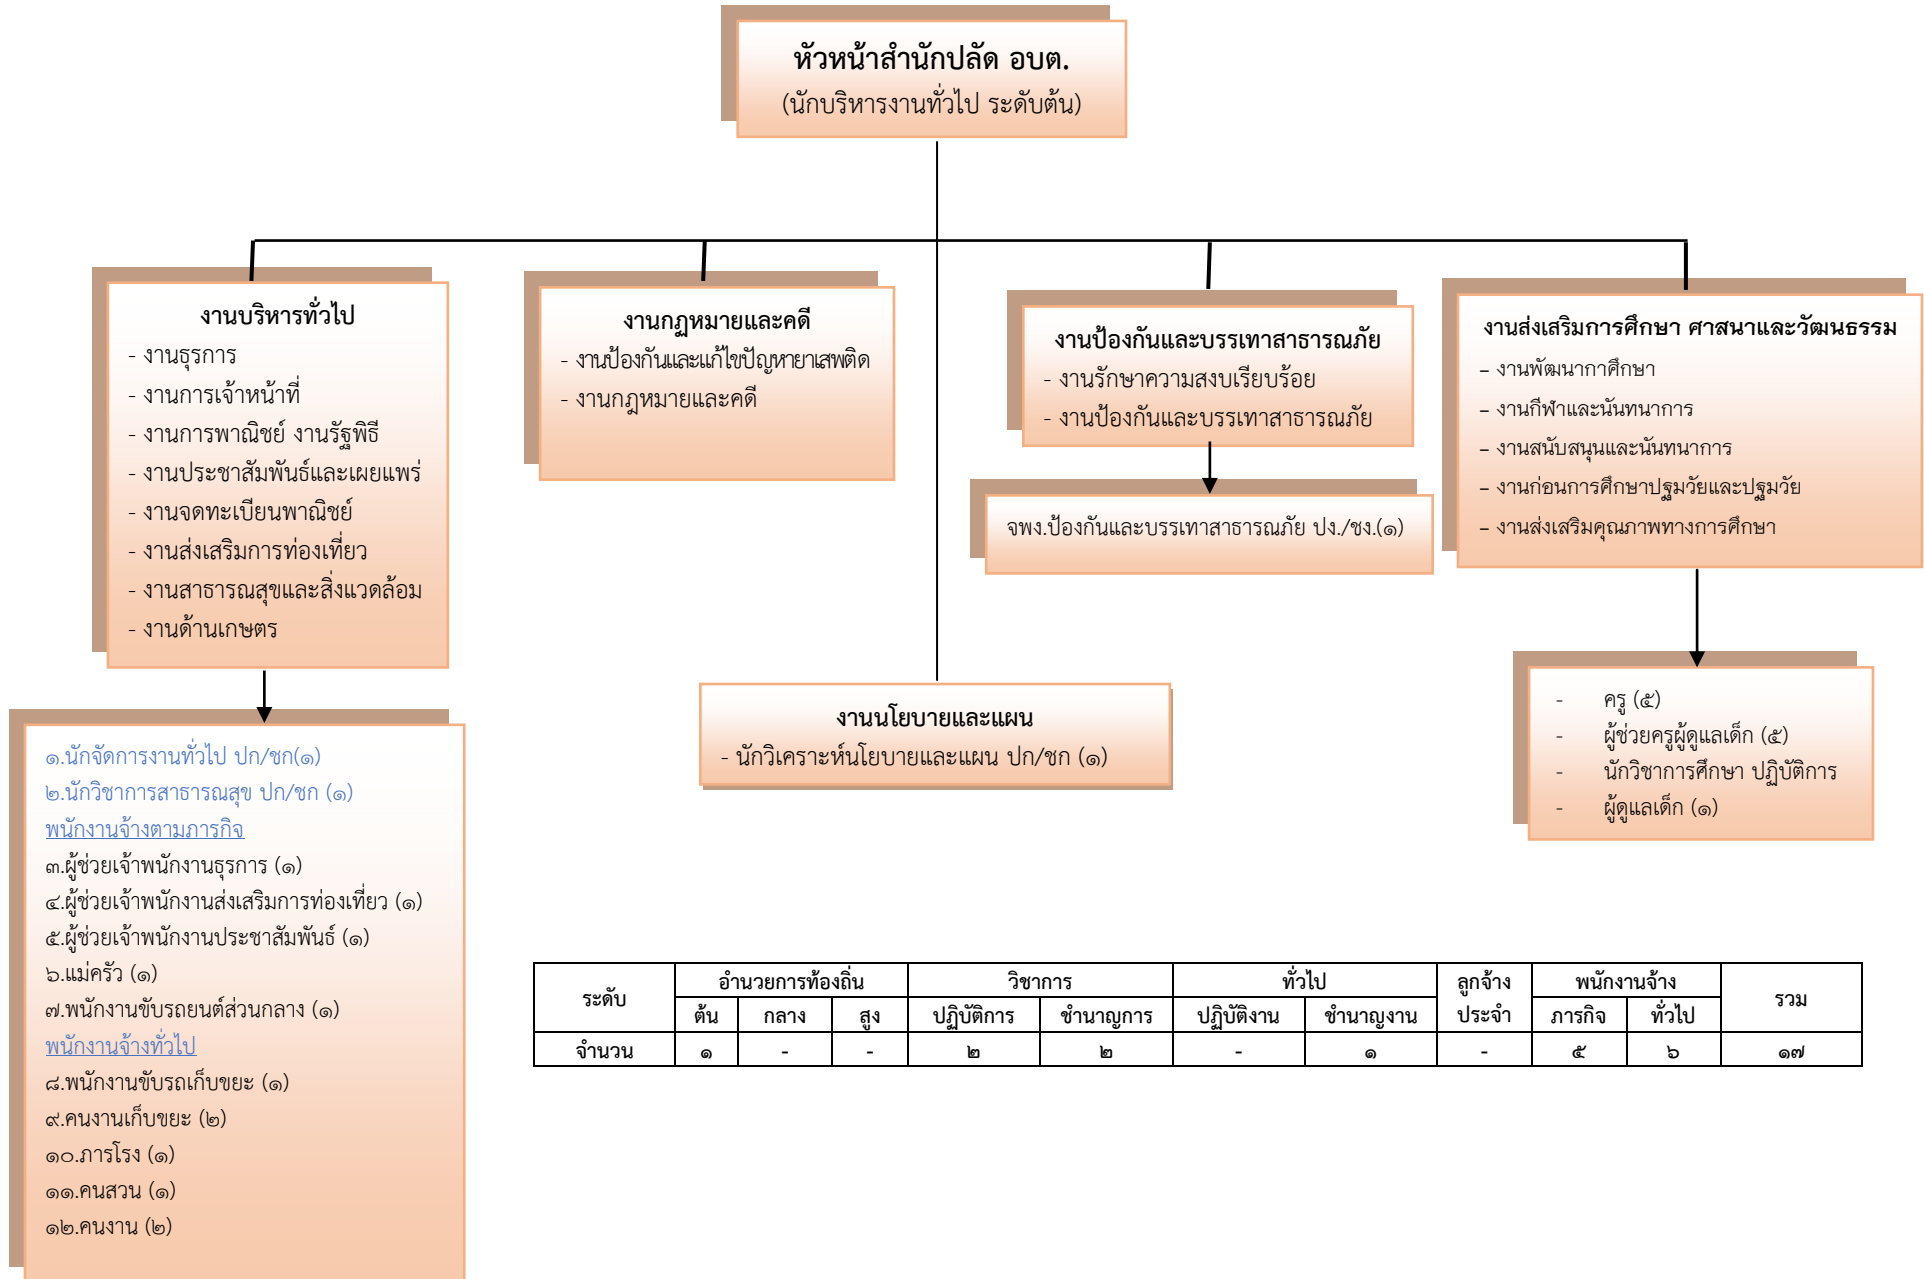 หัวหน้าสำนักปลัด อบต.
(นักบริหารงานทั่วไป ระดับต้น)
งานบริหารทั่วไป
- งานธุรการ
- งานการเจ้าหน้าที่
- งานการพาณิชย์ งานรัฐพิธี
- งานประชาสัมพันธ์และเผยแพร่
- งานจดทะเบียนพาณิชย์
- งานส่งเสริมการท่องเที่ยว
- งานสาธารณสุขและสิ่งแวดล้อม
- งานด้านเกษตร
งานกฎหมายและคดี
- งานป้องกันและแก้ไขปัญหายาเสพติด
- งานกฎหมายและคดี
งานป้องกันและบรรเทาสาธารณภัย
- งานรักษาความสงบเรียบร้อย
- งานป้องกันและบรรเทาสาธารณภัย
งานส่งเสริมการศึกษา ศาสนาและวัฒนธรรม
– งานพัฒนากาศึกษา
– งานกีฬาและนันทนาการ
– งานสนับสนุนและนันทนาการ
– งานก่อนการศึกษาปฐมวัยและปฐมวัย
– งานส่งเสริมคุณภาพทางการศึกษา
จพง.ป้องกันและบรรเทาสาธารณภัย ปง./ชง.(๑)
งานนโยบายและแผน
- นักวิเคราะห์นโยบายและแผน ปก/ชก (๑)
- ครู (๕)
- ผู้ช่วยครูผู้ดูแลเด็ก (๕)
- นักวิชาการศึกษา ปฏิบัติการ
- ผู้ดูแลเด็ก (๑)
๑.นักจัดการงานทั่วไป ปก/ชก(๑)
๒.นักวิชาการสาธารณสุข ปก/ชก (๑)
พนักงานจ้างตามภารกิจ
๓.ผู้ช่วยเจ้าพนักงานธุรการ (๑)
๔.ผู้ช่วยเจ้าพนักงานส่งเสริมการท่องเที่ยว (๑)
๕.ผู้ช่วยเจ้าพนักงานประชาสัมพันธ์ (๑)
๖.แม่ครัว (๑)
๗.พนักงานขับรถยนต์ส่วนกลาง (๑)
พนักงานจ้างทั่วไป
๘.พนักงานขับรถเก็บขยะ (๑)
๙.คนงานเก็บขยะ (๒)
๑๐.ภารโรง (๑)
๑๑.คนสวน (๑)
๑๒.คนงาน (๒)
ระดับ อำนวยการท้องถิ่น วิชาการ ทั่วไป ลูกจ้างประจำ พนักงานจ้าง รวม
ต้น กลาง สูง ปฏิบัติการ ชำนาญการ ปฏิบัติงาน ชำนาญงาน ภารกิจ ทั่วไป
จำนวน ๑ - - ๒ ๒ - ๑ - ๕ ๖ ๑๗